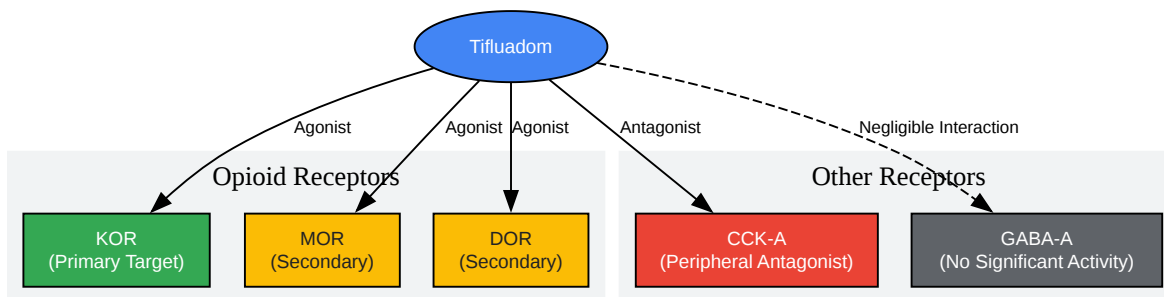 Tifluadom
Agonist
Agonist
Agonist
Antagonist
Negligible Interaction
Opioid Receptors
Other Receptors
KOR
(Primary Target)
MOR
(Secondary)
DOR
(Secondary)
CCK-A
(Peripheral Antagonist)
GABA-A
(No Significant Activity)